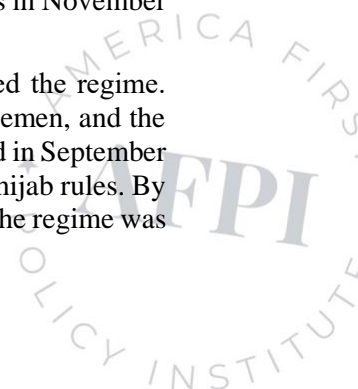 s in November
ed the regime.
emen, and the
d in September
hijab rules. By
he regime was
AMERICA FIRST
AFPI
POLICY INSTITUTE